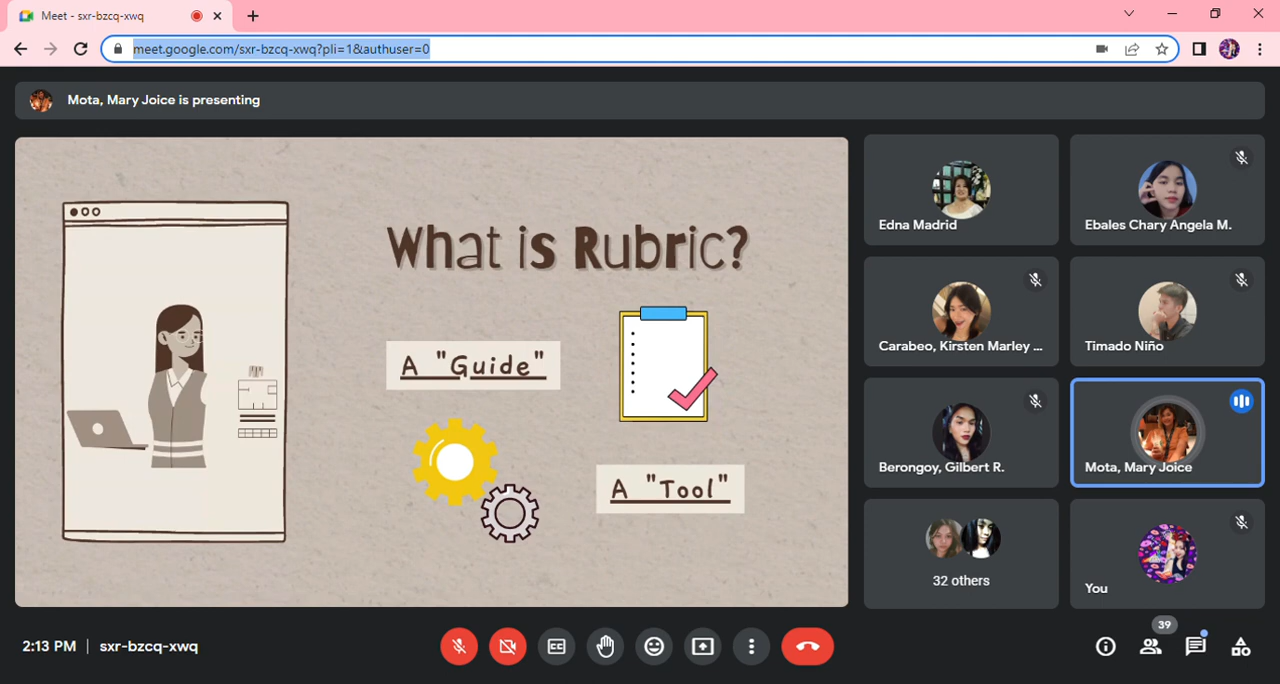 Meet - sxr-bzcq-xwq
meet.google.com/sxr-bzcq-xwq?pli=1&authuser=0
Mota, Mary Joice is presenting
What is Rubric?
A "Guide"
A "Tool"
Edna Madrid
Ebales Chary Angela M.
Carabeo, Kirsten Marley ...
Timado Niño
Berongoy, Gilbert R.
Mota, Mary Joice
32 others
You
2:13 PM | sxr-bzcq-xwq
CC
39